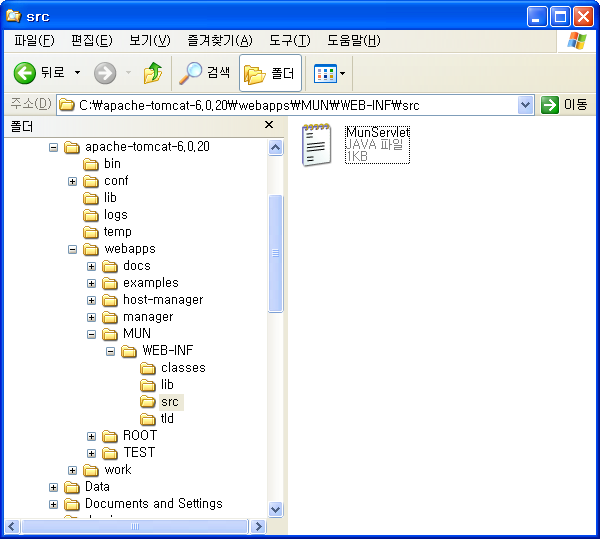 src
파일(F) 편집(E) 보기(V) 즐겨찾기(A) 도구(T) 도움말(H)
뒤로 검색 폴더
주소(D) C:₩apache-tomcat-6.0.20₩webapps₩MUN₩WEB-INF₩src 이동
폴더
apache-tomcat-6.0.20
bin
conf
lib
logs
temp
webapps
docs
examples
host-manager
manager
MUN
WEB-INF
classes
lib
src
tld
ROOT
TEST
work
Data
Documents and Settings
MunServlet
JAVA 파일
1KB